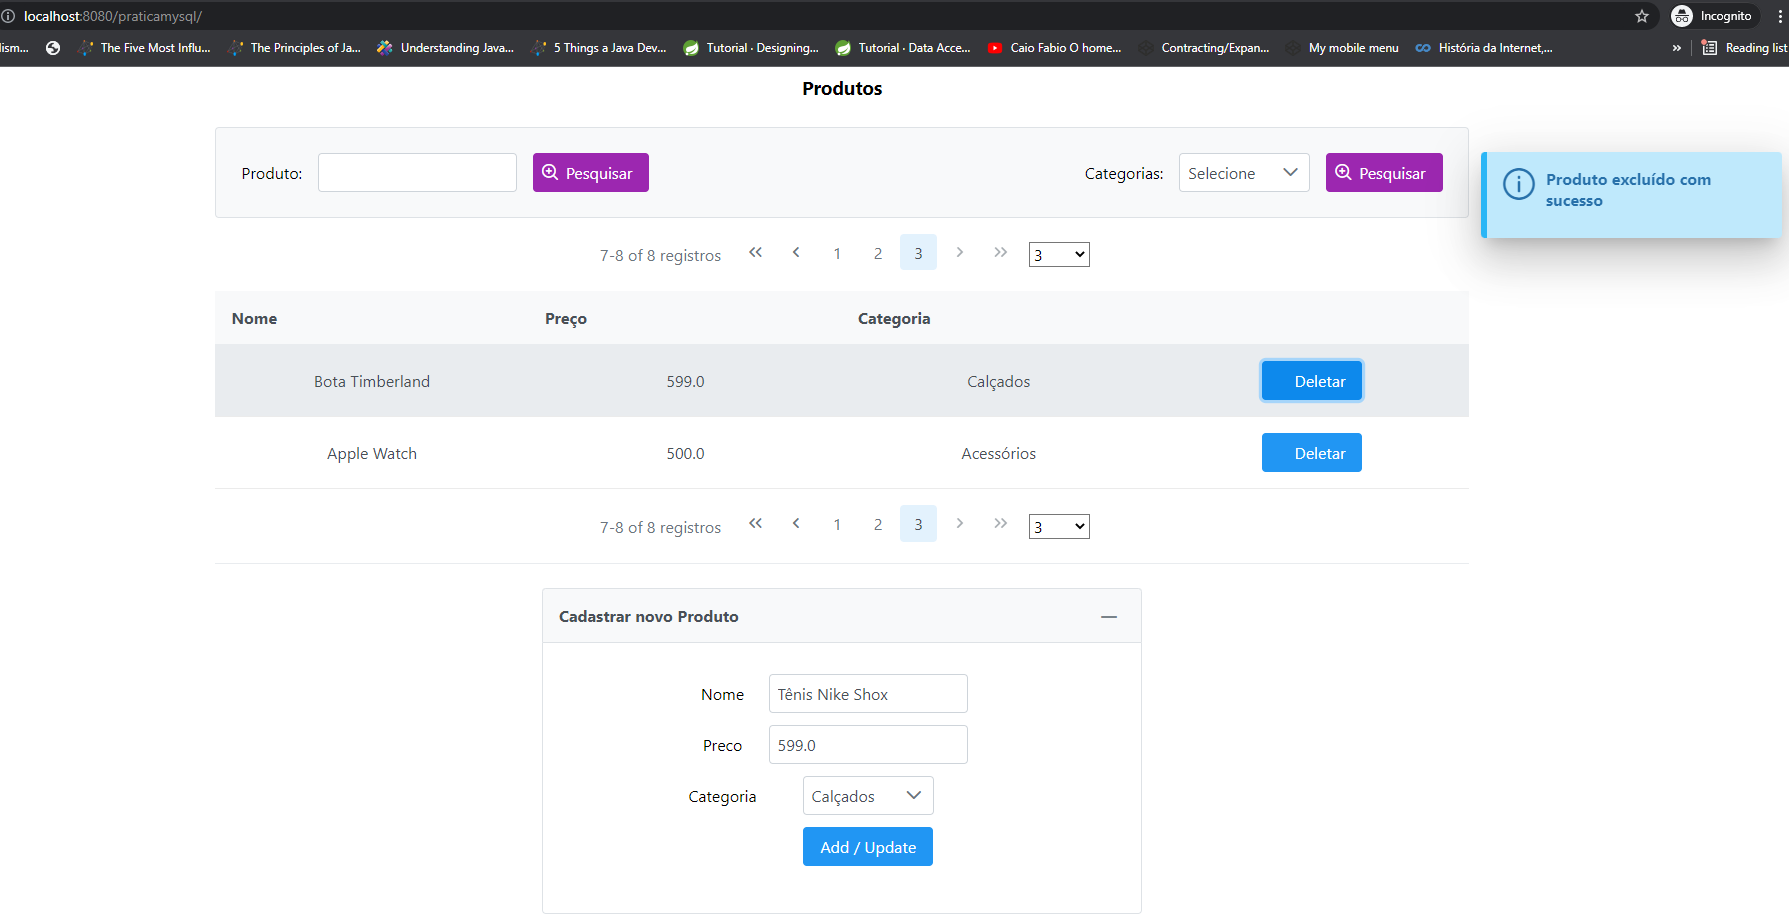 localhost:8080/praticamysql/
Incognito
lism...
The Five Most Influ...
The Principles of Ja...
Understanding Java...
5 Things a Java Dev...
Tutorial · Designing...
Tutorial · Data Acce...
Caio Fabio O home...
Contracting/Expan...
My mobile menu
História da Internet,...
»
Reading list
Produtos
Produto:
Pesquisar
Categorias:
Selecione
Pesquisar
Produto excluído com
sucesso
7-8 of 8 registros
1
2
3
3
Nome
Preço
Categoria
Bota Timberland
599.0
Calçados
Deletar
Apple Watch
500.0
Acessórios
Deletar
7-8 of 8 registros
1
2
3
3
Cadastrar novo Produto
Nome
Tênis Nike Shox
Preco
599.0
Categoria
Calçados
Add / Update